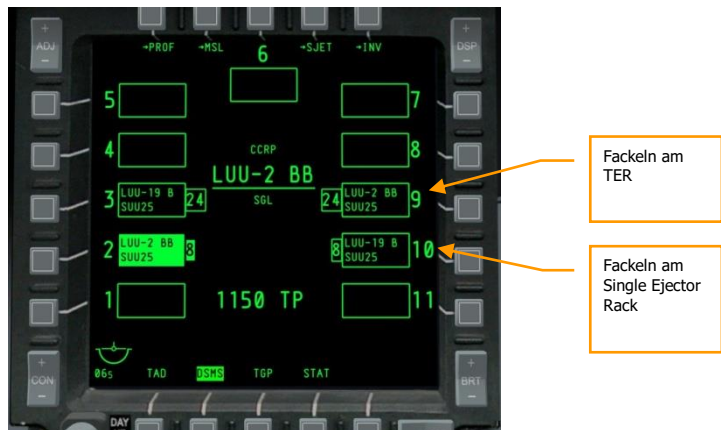 + ADJ −
→PROF →MSL →SJET →INV
+ DSP −
6
5 7
4 8
CCRP
LUU-2 BB
SGL
3 LUU-19 B 24 24 LUU-2 BB 9
SUU25 SUU25
2 LUU-2 BB 8 8 LUU-19 B 10
SUU25 SUU25
1 1150 TP 11
06s TAD DSMS TGP STAT
+ CON −
+ BRT −
DAY
Fackeln am
TER
Fackeln am
Single Ejector
Rack